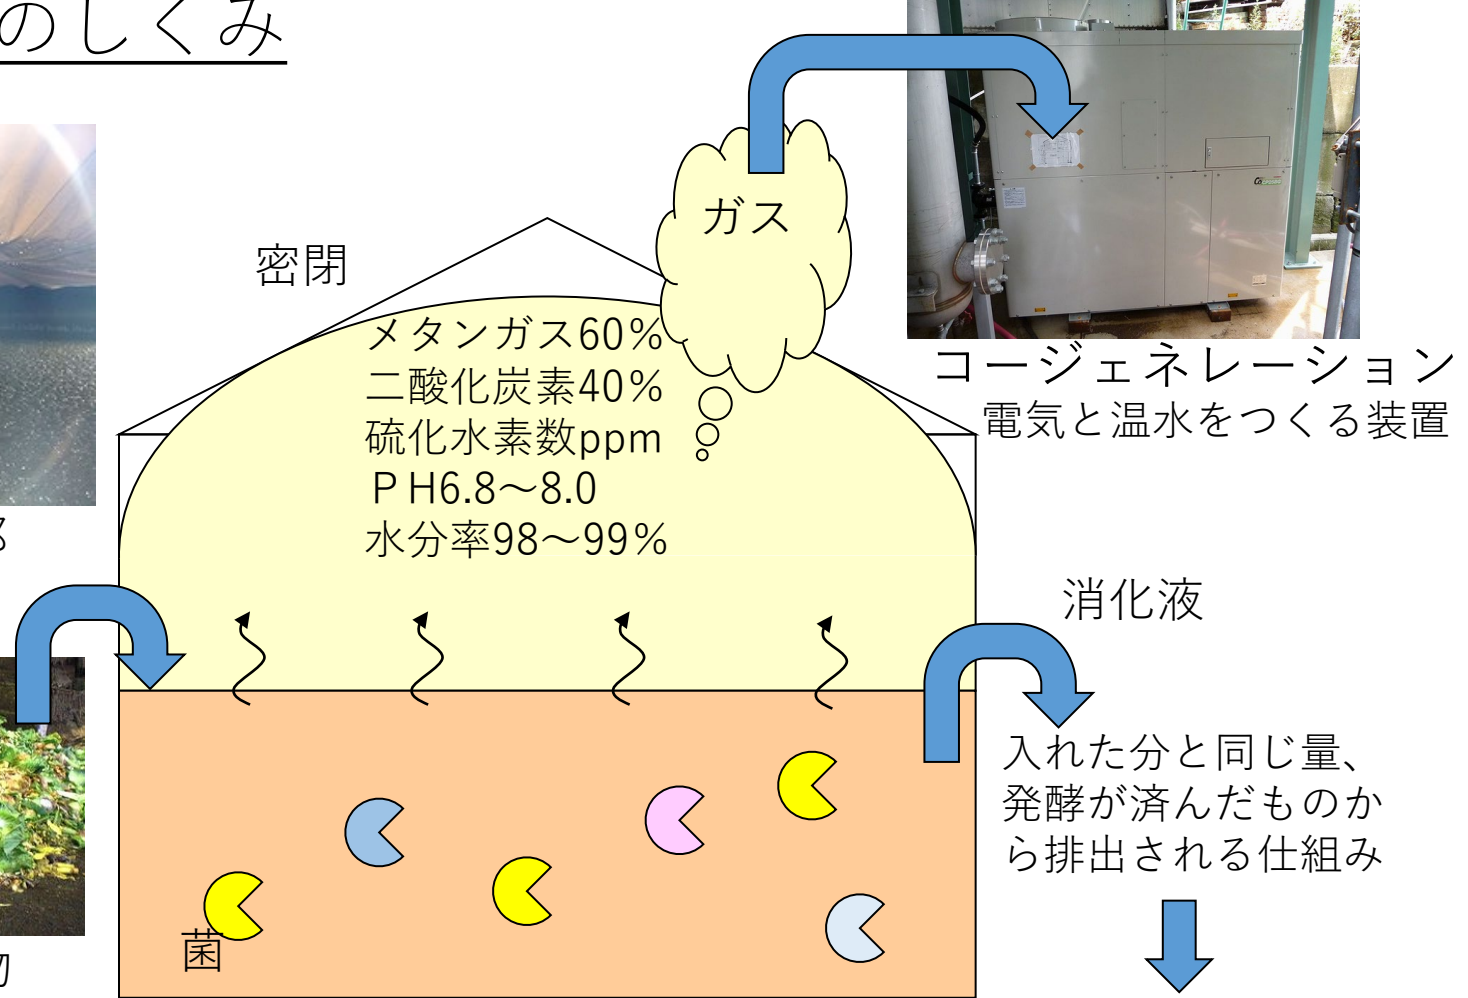 のしくみ
密閉
ガス
メタンガス60%
二酸化炭素40%
硫化水素数ppm
ＰH6.8～8.0
水分率98～99%
コージェネレーション
電気と温水をつくる装置
消化液
入れた分と同じ量、
発酵が済んだものか
ら排出される仕組み
菌